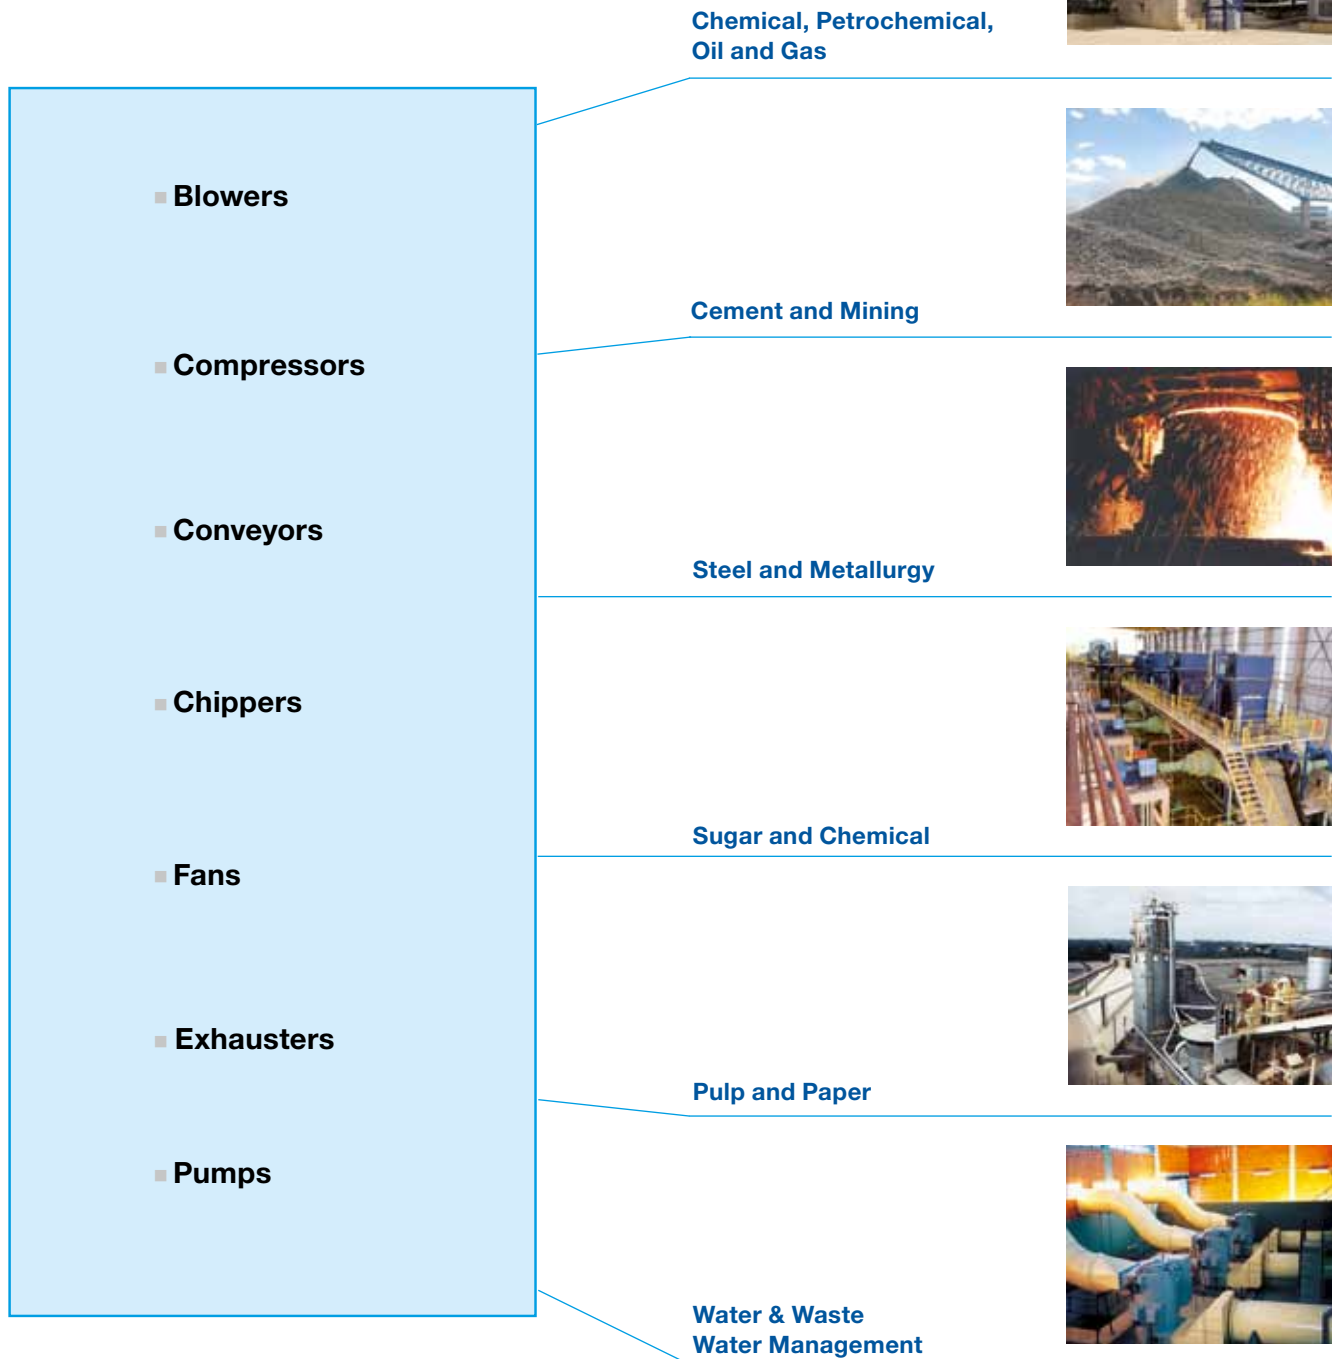 Chemical, Petrochemical,
Oil and Gas
Blowers
Cement and Mining
Compressors
Conveyors
Steel and Metallurgy
Chippers
Sugar and Chemical
Fans
Exhausters
Pulp and Paper
Pumps
Water & Waste
Water Management